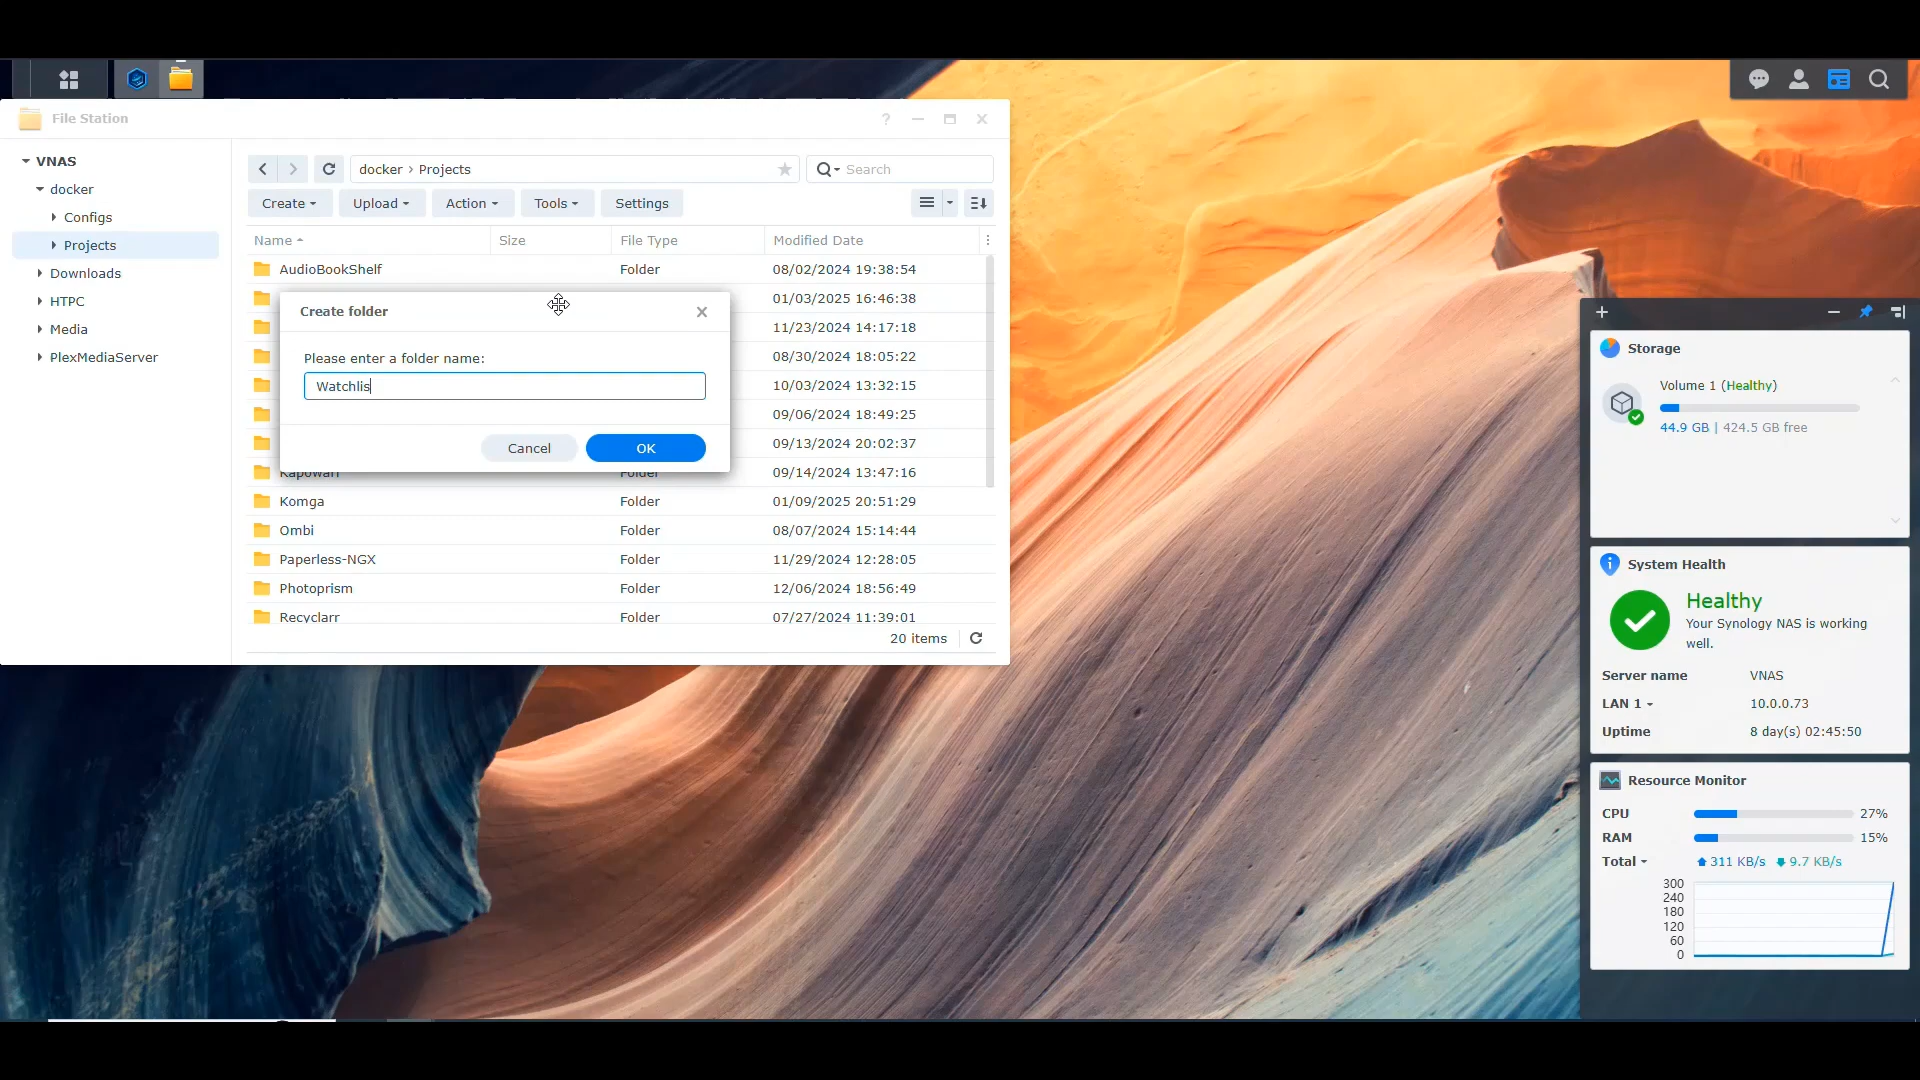 File Station
?
VNAS
docker
Configs
Projects
Downloads
HTPC
Media
PlexMediaServer
docker › Projects
Search
Create
Upload
Action
Tools
Settings
Name Size File Type Modified Date
AudioBookShelf Folder 08/02/2024 19:38:54
01/03/2025 16:46:38
11/23/2024 14:17:18
08/30/2024 18:05:22
10/03/2024 13:32:15
09/06/2024 18:49:25
09/13/2024 20:02:37
Kapowarr Folder 09/14/2024 13:47:16
Komga Folder 01/09/2025 20:51:29
Ombi Folder 08/07/2024 15:14:44
Paperless-NGX Folder 11/29/2024 12:28:05
Photoprism Folder 12/06/2024 18:56:49
Recyclarr Folder 07/27/2024 11:39:01
20 items
Create folder
Please enter a folder name:
Watchlis
Cancel
OK
Storage
Volume 1 (Healthy)
44.9 GB | 424.5 GB free
System Health
Healthy
Your Synology NAS is working
well.
Server name VNAS
LAN 1 10.0.0.73
Uptime 8 day(s) 02:45:50
Resource Monitor
CPU 27%
RAM 15%
Total 311 KB/s 9.7 KB/s
300
240
180
120
60
0